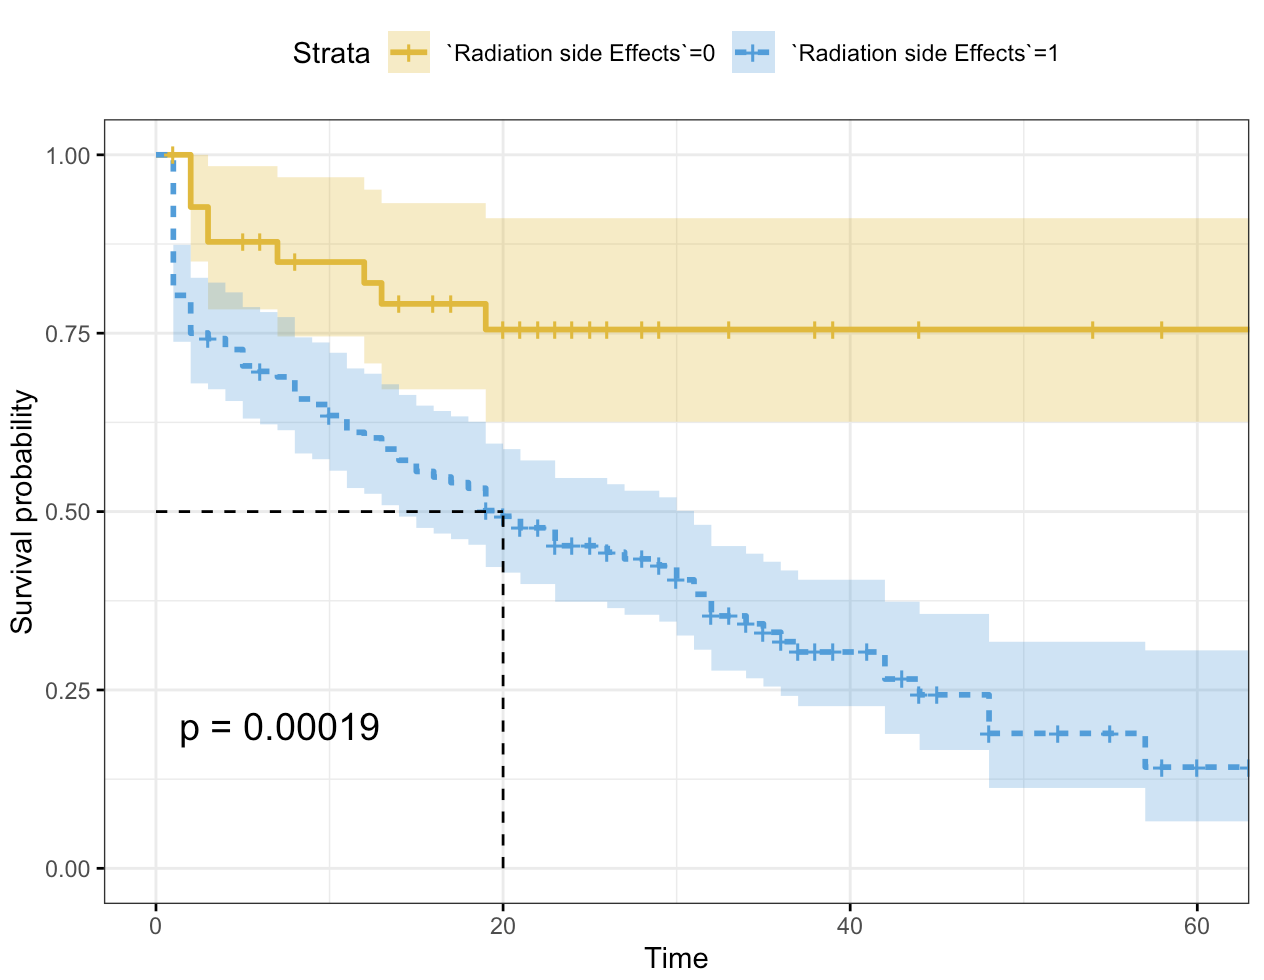 Strata `Radiation side Effects`=0 `Radiation side Effects`=1
Survival probability
1.00
0.75
0.50
0.25
0.00
p = 0.00019
0 20 40 60
Time